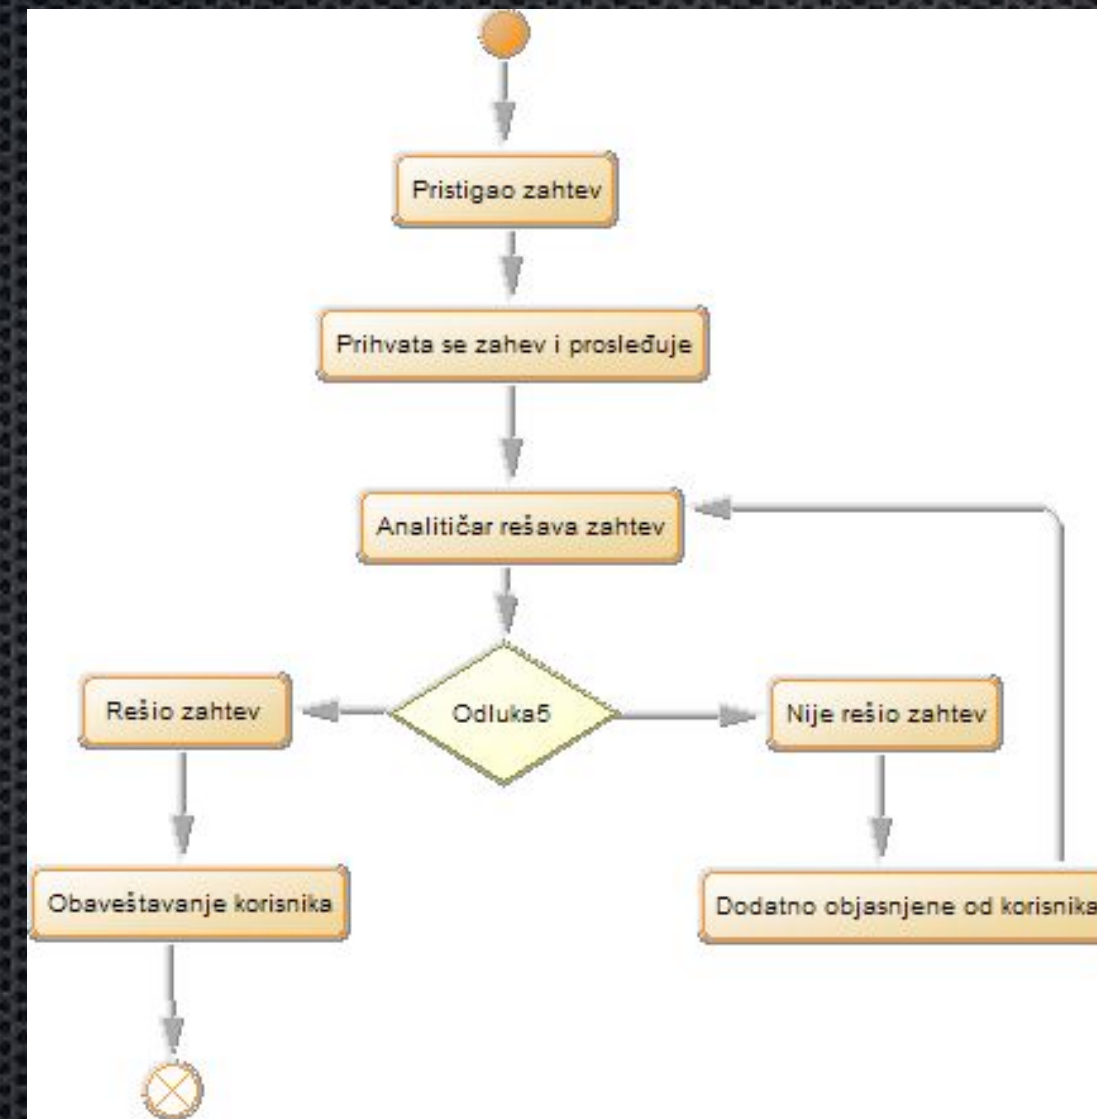 Pristigao zahtev
Prihvata se zahev i prosleđuje
Analitičar rešava zahtev
Odluka5
Rešio zahtev
Nije rešio zahtev
Obaveštavanje korisnika
Dodatno objasnjene od korisnika